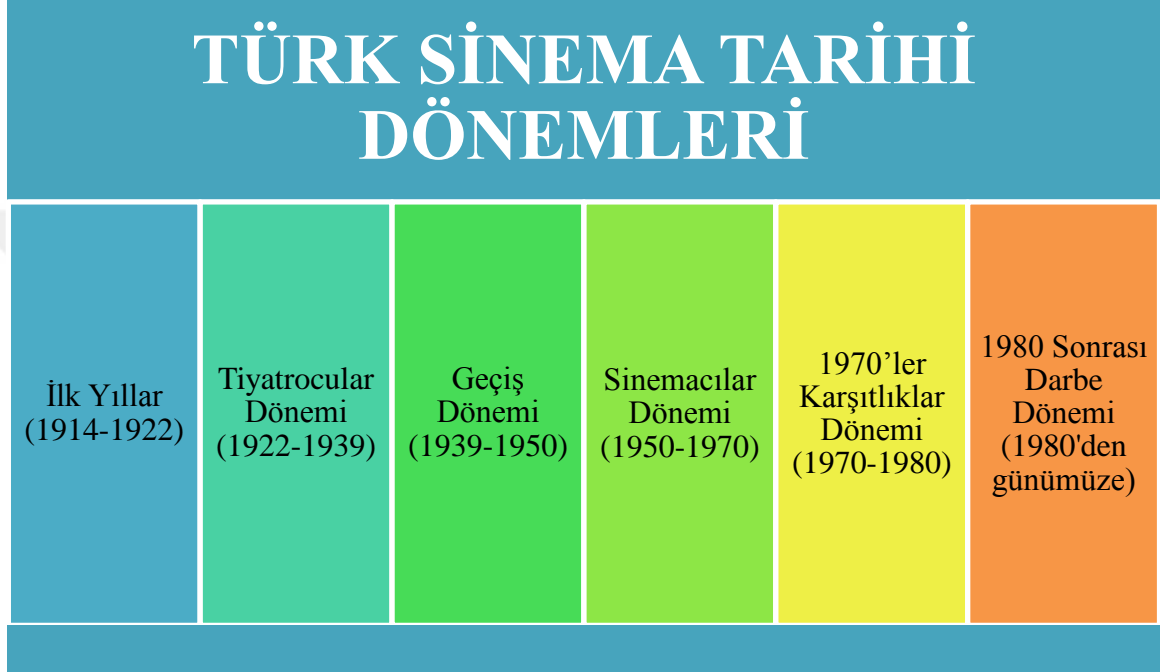 TÜRK SİNEMA TARİHİ
DÖNEMLERİ
İlk Yıllar
(1914-1922)
Tiyatrocular
Dönemi
(1922-1939)
Geçiş
Dönemi
(1939-1950)
Sinemacılar
Dönemi
(1950-1970)
1970’ler
Karşıtlıklar
Dönemi
(1970-1980)
1980 Sonrası
Darbe
Dönemi
(1980'den
günümüze)